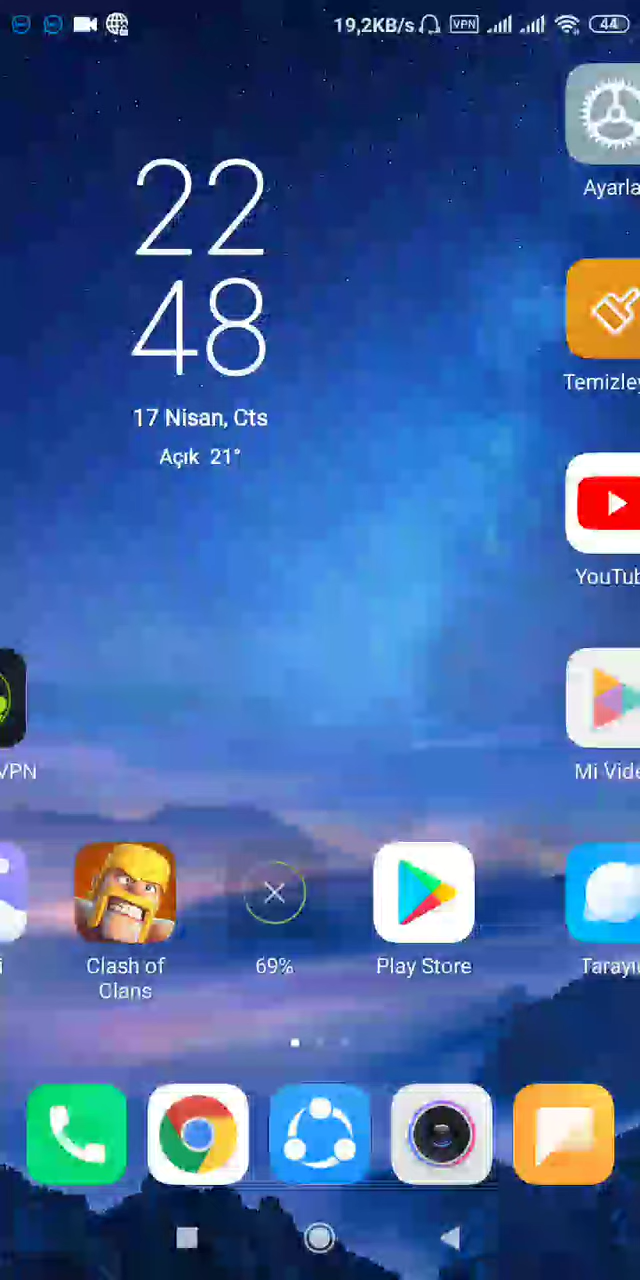 19,2KB/s VPN 44
22
48
17 Nisan, Cts
Açık 21°
Ayarla
Temizley
YouTub
VPN
Mi Vide
i
Clash of
Clans
69%
Play Store
Tarayı